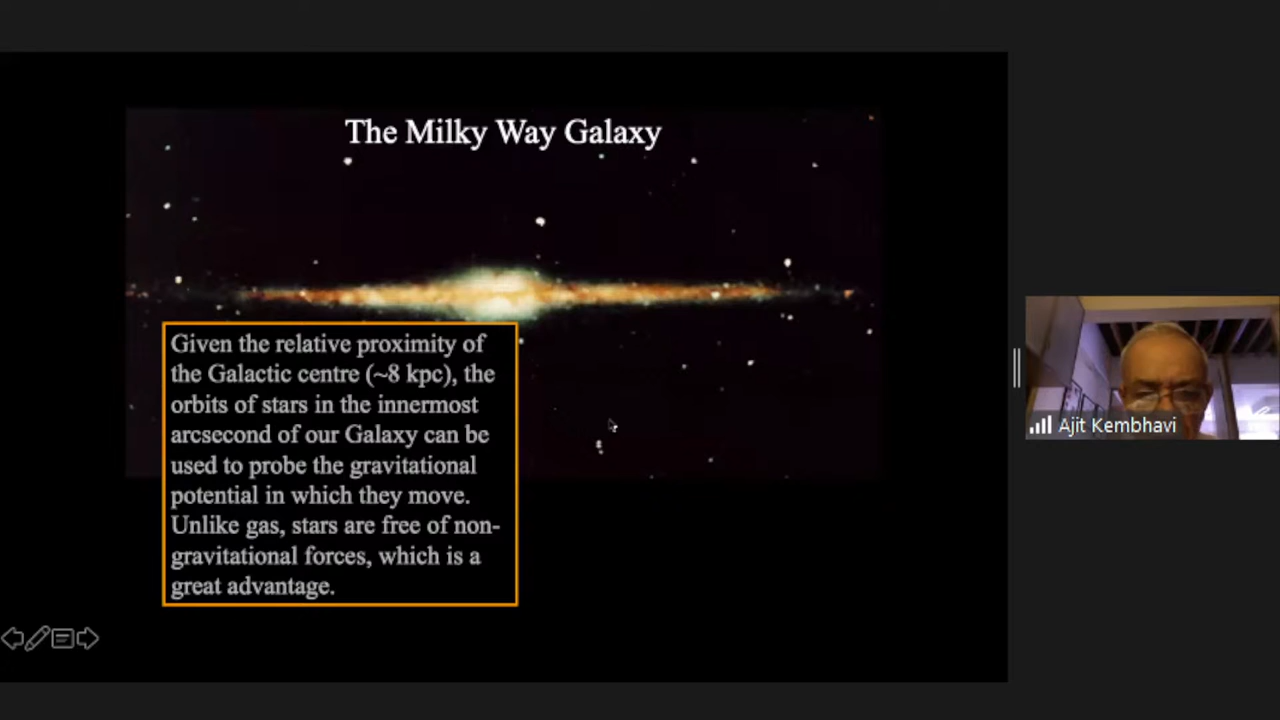 The Milky Way Galaxy
Given the relative proximity of
the Galactic centre (~8 kpc), the
orbits of stars in the innermost
arcsecond of our Galaxy can be
used to probe the gravitational
potential in which they move.
Unlike gas, stars are free of non-
gravitational forces, which is a
great advantage.
Ajit Kembhavi